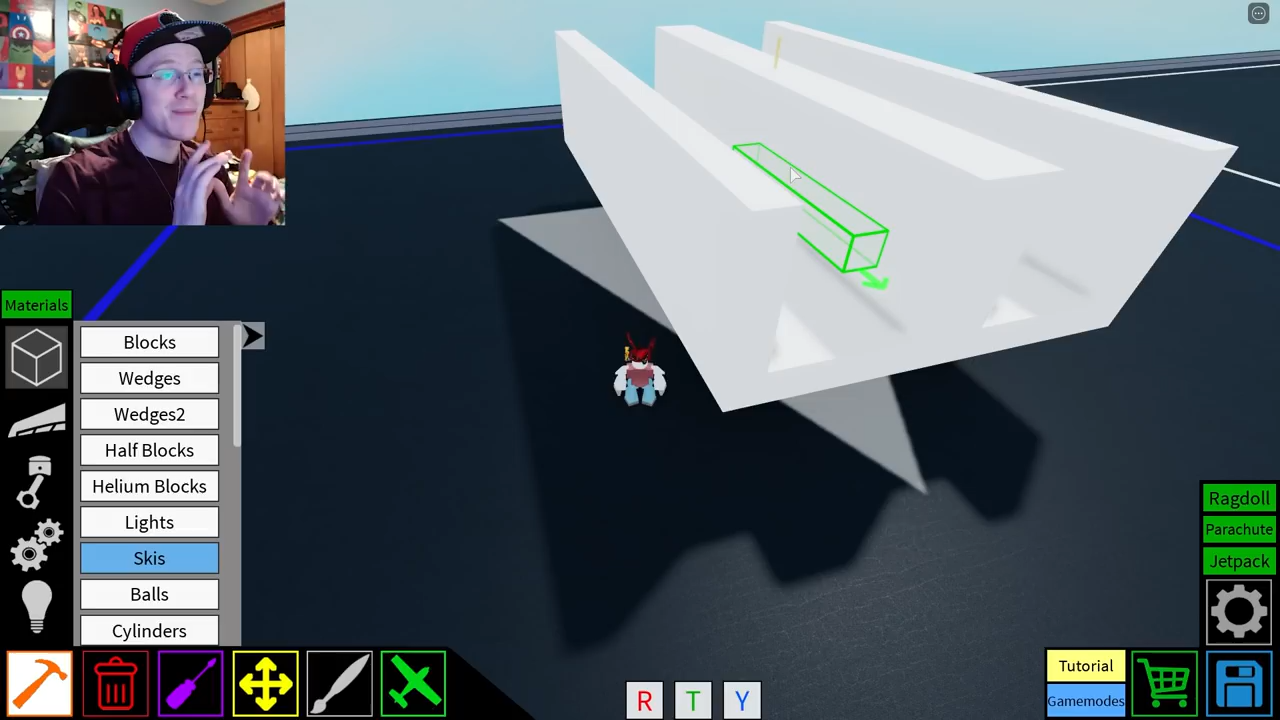 Materials
Blocks
Wedges
Wedges2
Half Blocks
Helium Blocks
Lights
Skis
Balls
Cylinders
Ragdoll
Parachute
Jetpack
Tutorial
Gamemodes
R T Y